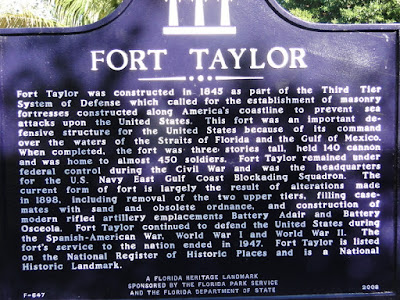 FORT TAYLOR
Fort Taylor was constructed in 1845 as part of the Third Tier
System of Defense which called for the establishment of masonry
fortresses constructed along America's coastline to prevent sea
attacks upon the United States. This fort was an important de-
fensive structure for the United States because of its command
over the waters of the Straits of Florida and the Gulf of Mexico.
When completed, the fort was three stories tall, held 140 cannon
and was home to almost 450 soldiers. Fort Taylor remained under
federal control during the Civil War and was the headquarters
for the U.S. Navy East Gulf Coast Blockading Squadron. The
current form of fort is largely the result of alterations made
in 1898, including removal of the two upper tiers, filling case-
mates with sand and obsolete ordnance, and construction of
modern rifled artillery emplacements Battery Adair and Battery
Osceola. Fort Taylor continued to defend the United States during
the Spanish-American War, World War I and World War II. The
fort's service to the nation ended in 1947. Fort Taylor is listed
on the National Register of Historic Places and is a National
Historic Landmark.
A FLORIDA HERITAGE LANDMARK
SPONSORED BY THE FLORIDA PARK SERVICE
F-547 AND THE FLORIDA DEPARTMENT OF STATE 2008